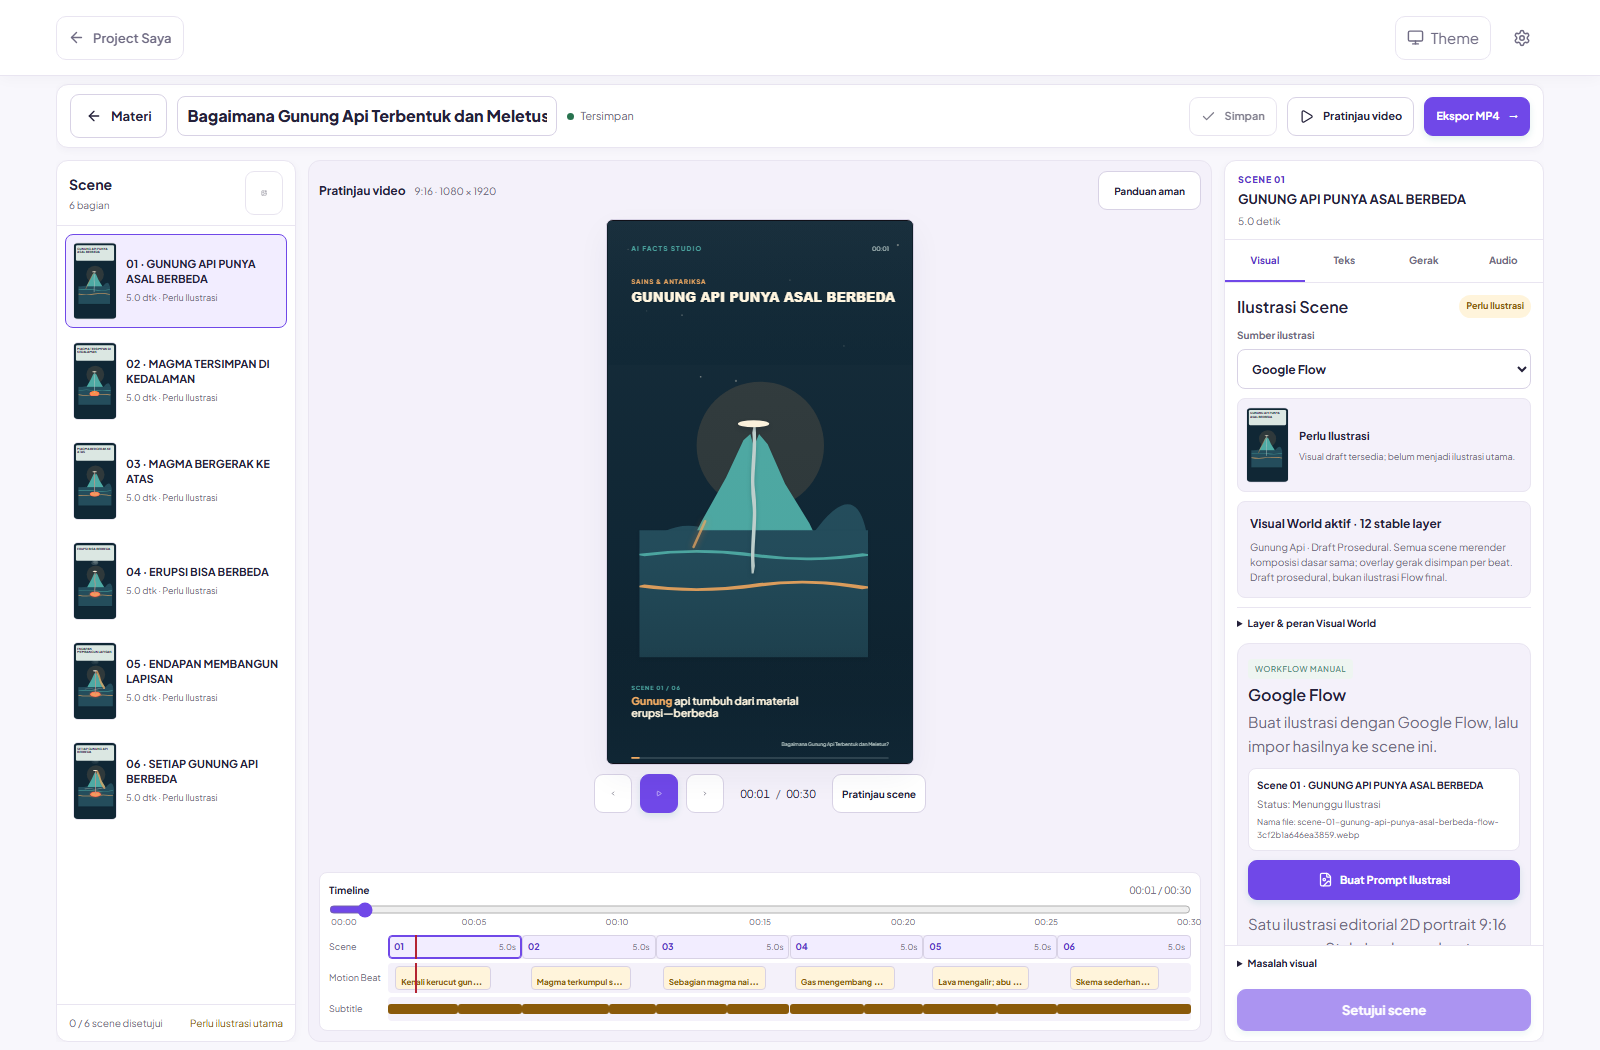 Project Saya
Theme
Materi
Bagaimana Gunung Api Terbentuk dan Meletus
Tersimpan
Simpan
Pratinjau video
Ekspor MP4 →
Scene
6 bagian
01 · GUNUNG API PUNYA
ASAL BERBEDA
5.0 dtk · Perlu Ilustrasi
02 · MAGMA TERSIMPAN DI
KEDALAMAN
5.0 dtk · Perlu Ilustrasi
03 · MAGMA BERGERAK KE
ATAS
5.0 dtk · Perlu Ilustrasi
04 · ERUPSI BISA BERBEDA
5.0 dtk · Perlu Ilustrasi
05 · ENDAPAN MEMBANGUN
LAPISAN
5.0 dtk · Perlu Ilustrasi
06 · SETIAP GUNUNG API
BERBEDA
5.0 dtk · Perlu Ilustrasi
0 / 6 scene disetujui
Perlu ilustrasi utama
Pratinjau video 9:16 · 1080 × 1920
Panduan aman
AI FACTS STUDIO
00:01
SAINS & ANTARIKSA
GUNUNG API PUNYA ASAL BERBEDA
SCENE 01 / 06
Gunung api tumbuh dari material
erupsi—berbeda
Bagaimana Gunung Api Terbentuk dan Meletus?
00:01 / 00:30
Pratinjau scene
Timeline
00:01 / 00:30
00:00 00:05 00:10 00:15 00:20 00:25 00:30
Scene
01 5.0s
02 5.0s
03 5.0s
04 5.0s
05 5.0s
06 5.0s
Motion Beat
Kenali kerucut gun...
Magma terkumpul s...
Sebagian magma nai...
Gas mengembang ...
Lava mengalir; abu ...
Skema sederhan...
Subtitle
SCENE 01
GUNUNG API PUNYA ASAL BERBEDA
5.0 detik
Visual
Teks
Gerak
Audio
Ilustrasi Scene
Perlu Ilustrasi
Sumber ilustrasi
Google Flow
Perlu Ilustrasi
Visual draft tersedia; belum menjadi ilustrasi utama.
Visual World aktif · 12 stable layer
Gunung Api · Draft Prosedural. Semua scene merender
komposisi dasar sama; overlay gerak disimpan per beat.
Draft prosedural, bukan ilustrasi Flow final.
Layer & peran Visual World
WORKFLOW MANUAL
Google Flow
Buat ilustrasi dengan Google Flow, lalu
impor hasilnya ke scene ini.
Scene 01 · GUNUNG API PUNYA ASAL BERBEDA
Status: Menunggu Ilustrasi
Nama file: scene-01-gunung-api-punya-asal-berbeda-flow-
3cf2b1a646ea3859.webp
Buat Prompt Ilustrasi
Satu ilustrasi editorial 2D portrait 9:16
Masalah visual
Setujui scene